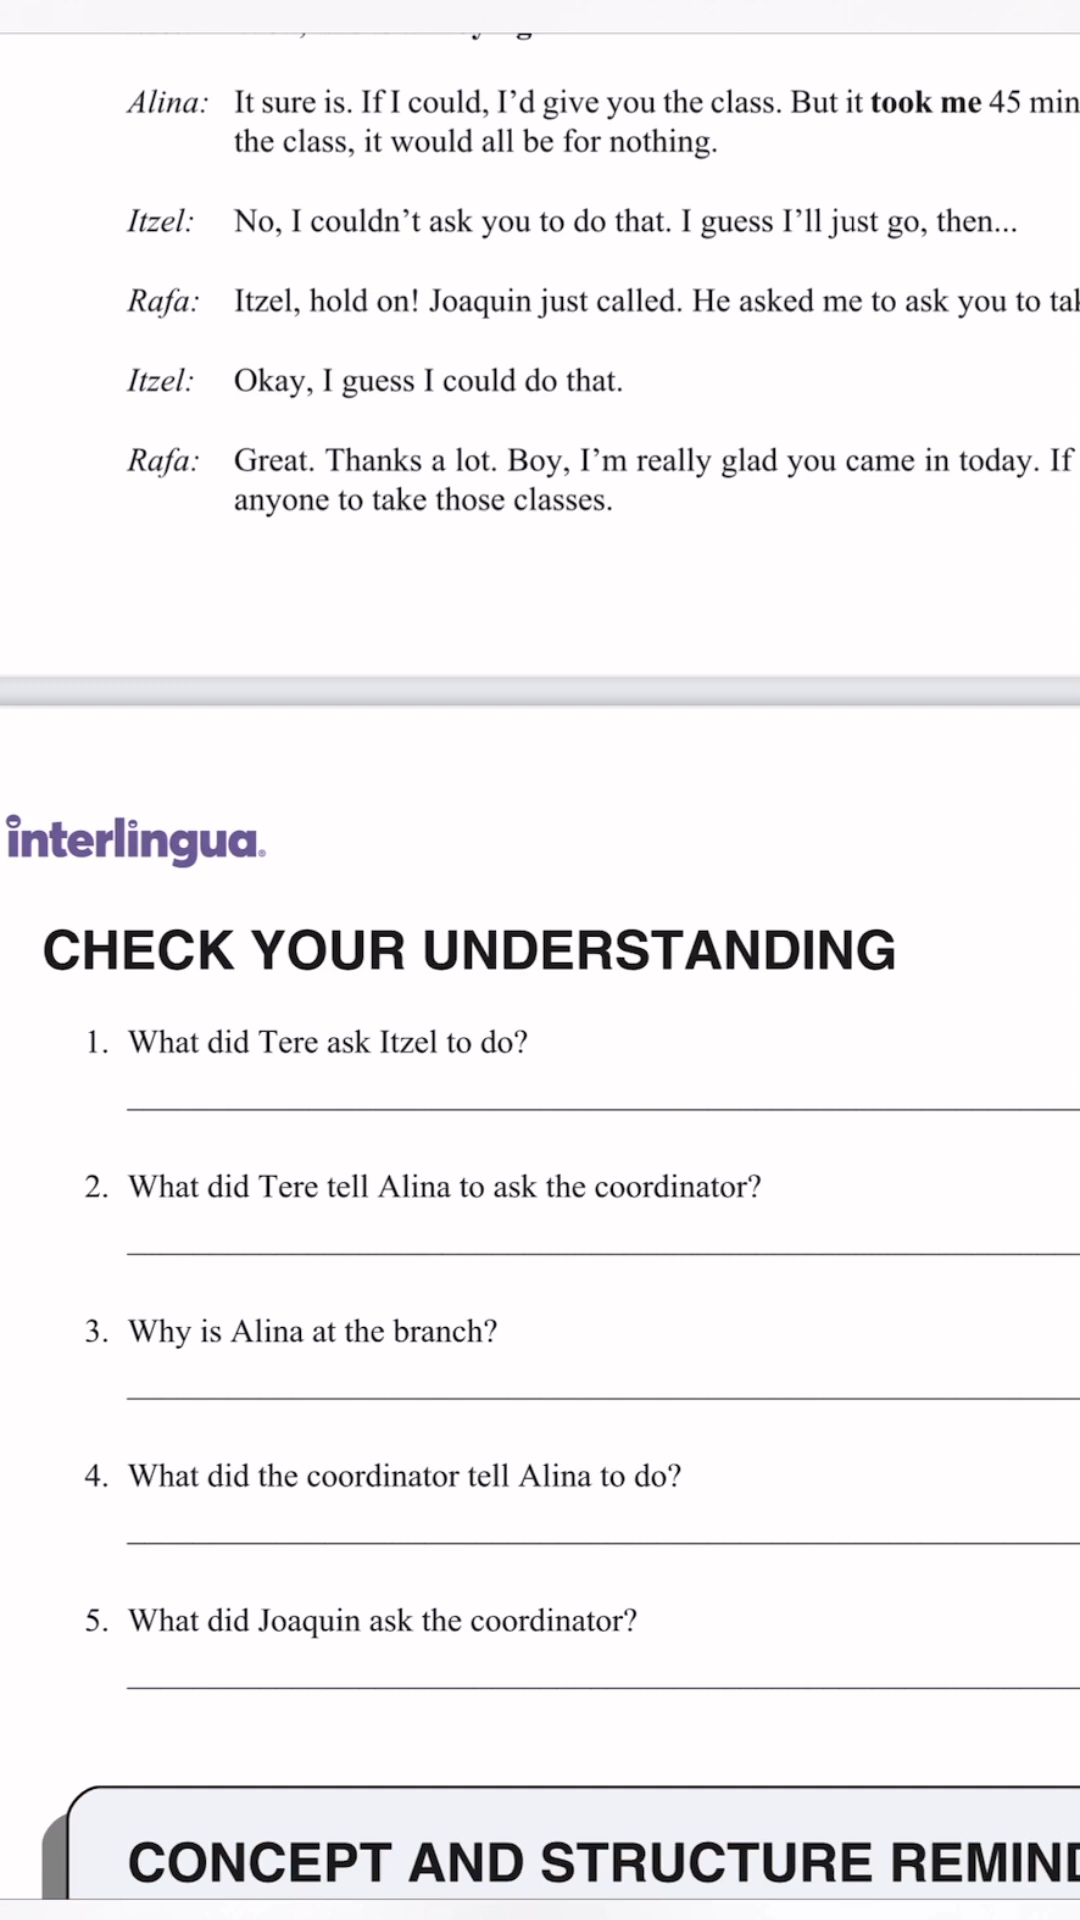 Alina: It sure is. If I could, I'd give you the class. But it took me 45 min
the class, it would all be for nothing.
Itzel: No, I couldn't ask you to do that. I guess I'll just go, then...
Rafa: Itzel, hold on! Joaquin just called. He asked me to ask you to
Itzel: Okay, I guess I could do that.
Rafa: Great. Thanks a lot. Boy, I'm really glad you came in today. If
anyone to take those classes.
interlingua.
CHECK YOUR UNDERSTANDING
1. What did Tere ask Itzel to do?
2. What did Tere tell Alina to ask the coordinator?
3. Why is Alina at the branch?
4. What did the coordinator tell Alina to do?
5. What did Joaquin ask the coordinator?
CONCEPT AND STRUCTURE REMIND